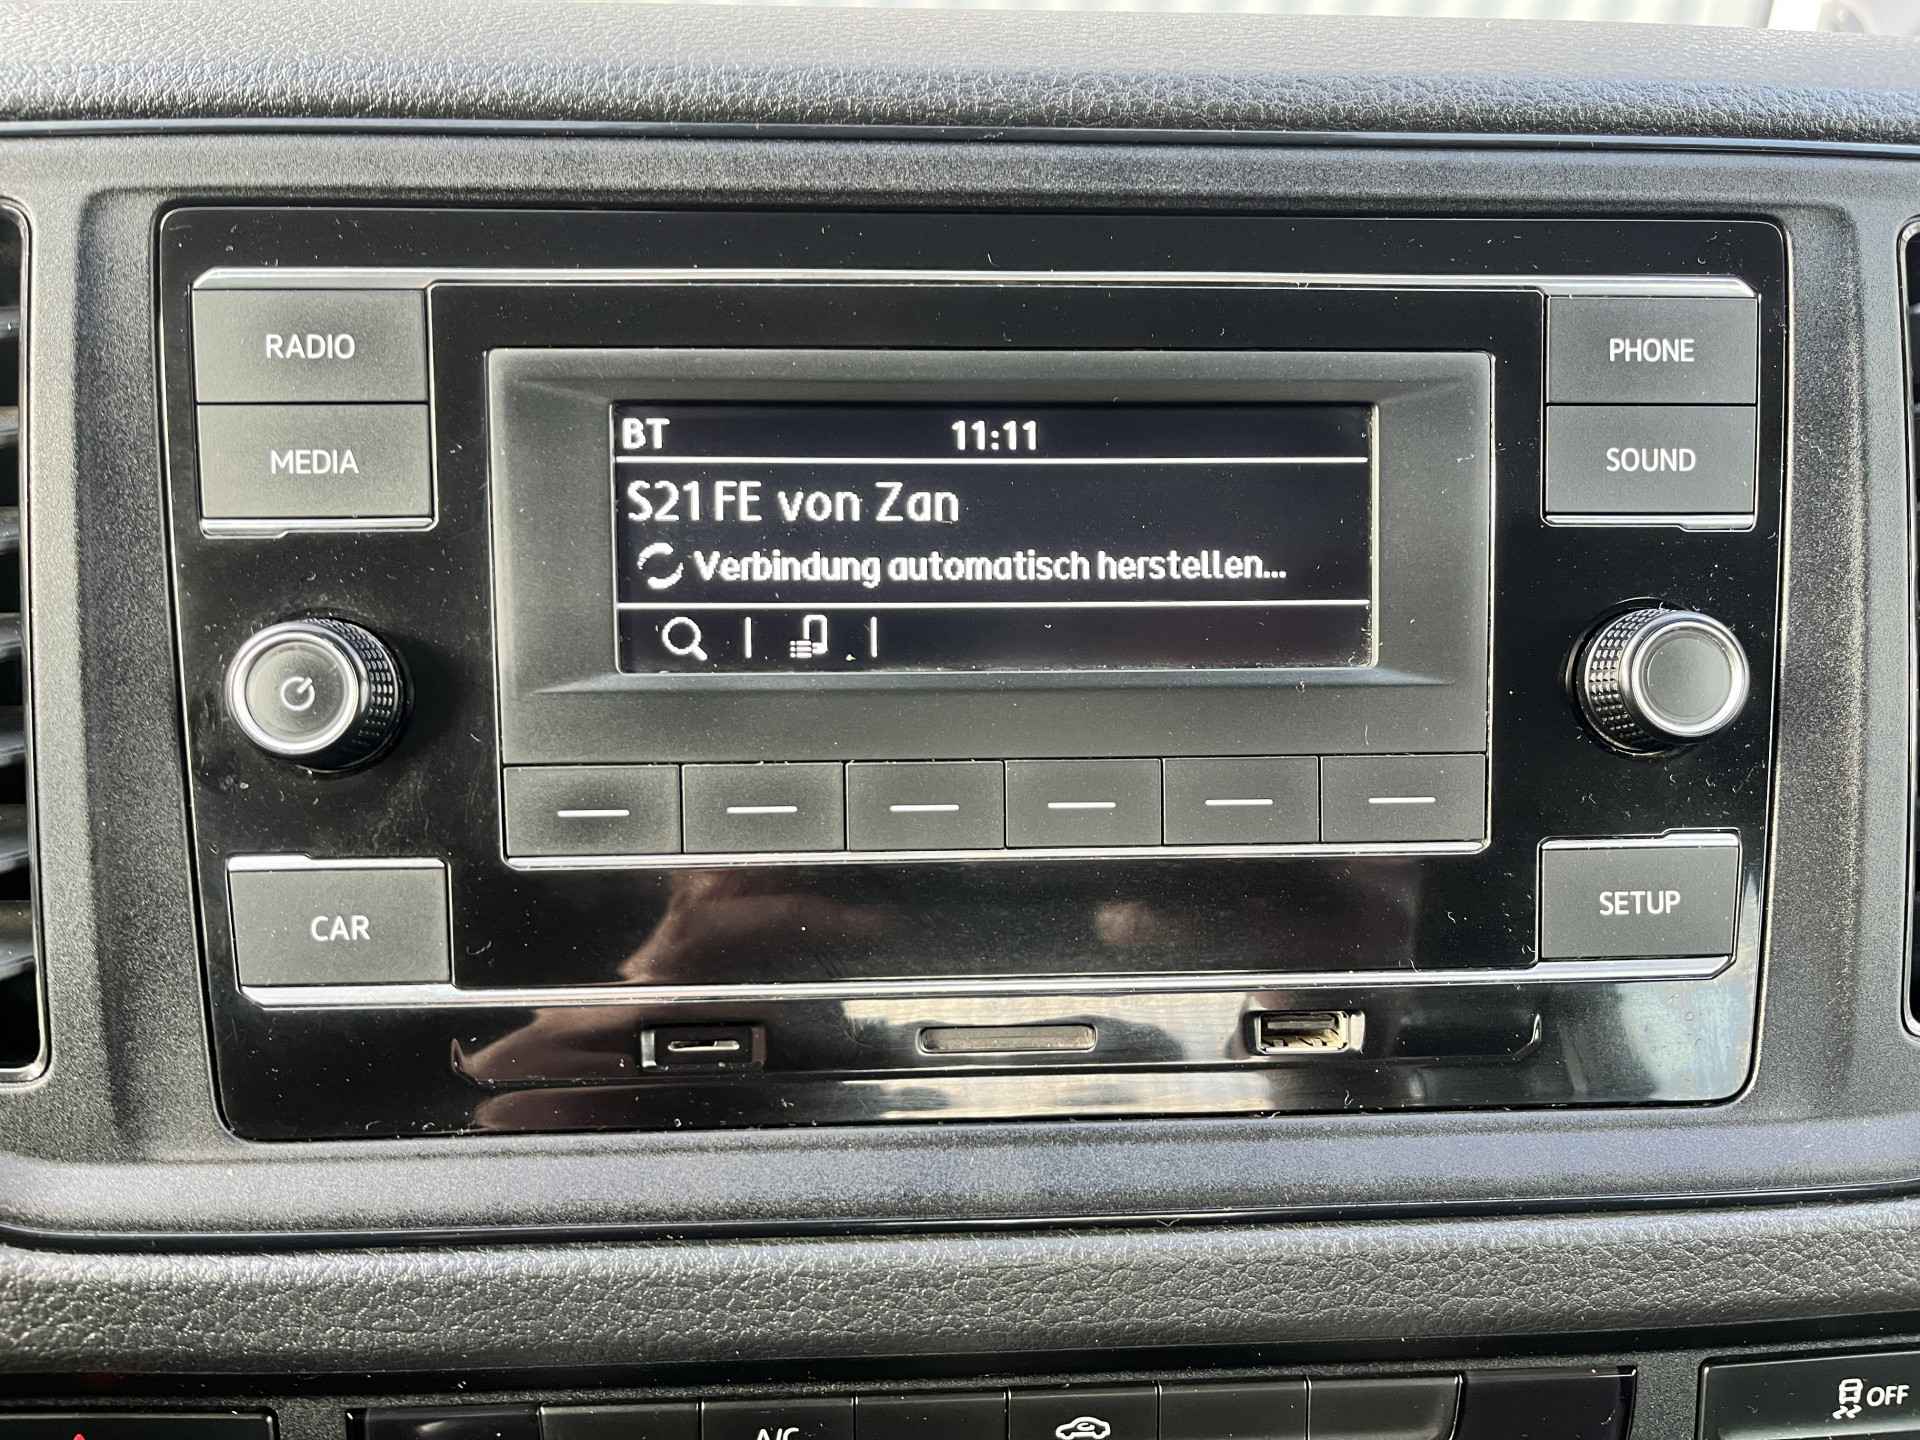 RADIO
PHONE
MEDIA
SOUND
BT 11:11
S21 FE von Zan
Verbindung automatisch herstellen...
CAR
SETUP
A/C
OFF